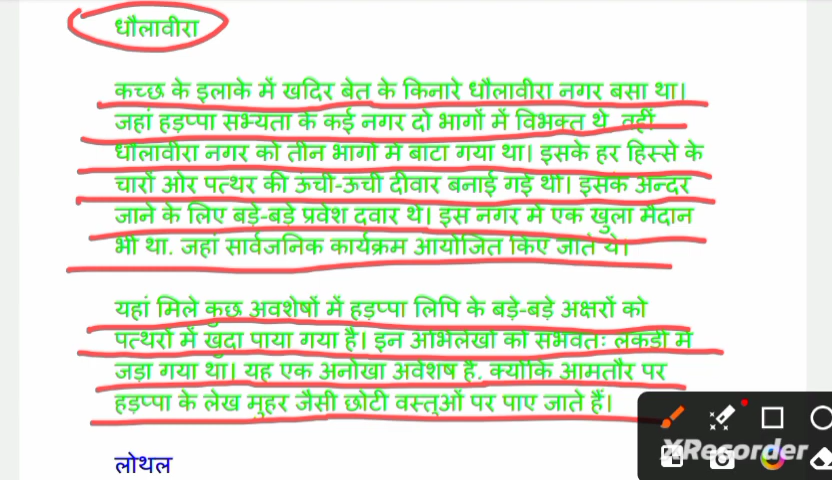 धौलावीरा
कच्छ के इलाके में खदिर बेत के किनारे धौलावीरा नगर बसा था।
जहां हड़प्पा सभ्यता के कई नगर दो भागों में विभक्त थे, वहीं
धौलावीरा नगर को तीन भागों में बांटा गया था। इसके हर हिस्से के
चारों ओर पत्थर की ऊंची-ऊंची दीवार बनाई गई थी। इसके अन्दर
जाने के लिए बड़े-बड़े प्रवेश दवार थे। इस नगर में एक खुला मैदान
भी था, जहां सार्वजनिक कार्यक्रम आयोजित किए जाते थे।
यहां मिले कुछ अवशेषों में हड़प्पा लिपि के बड़े-बड़े अक्षरों को
पत्थरों में खुदा पाया गया है। इन अभिलेखों को संभवतः लकड़ी में
जड़ा गया था। यह एक अनोखा अवेशष है, क्योंकि आमतौर पर
हड़प्पा के लेख मुहर जैसी छोटी वस्तुओं पर पाए जाते हैं।
लोथल
XRecorder